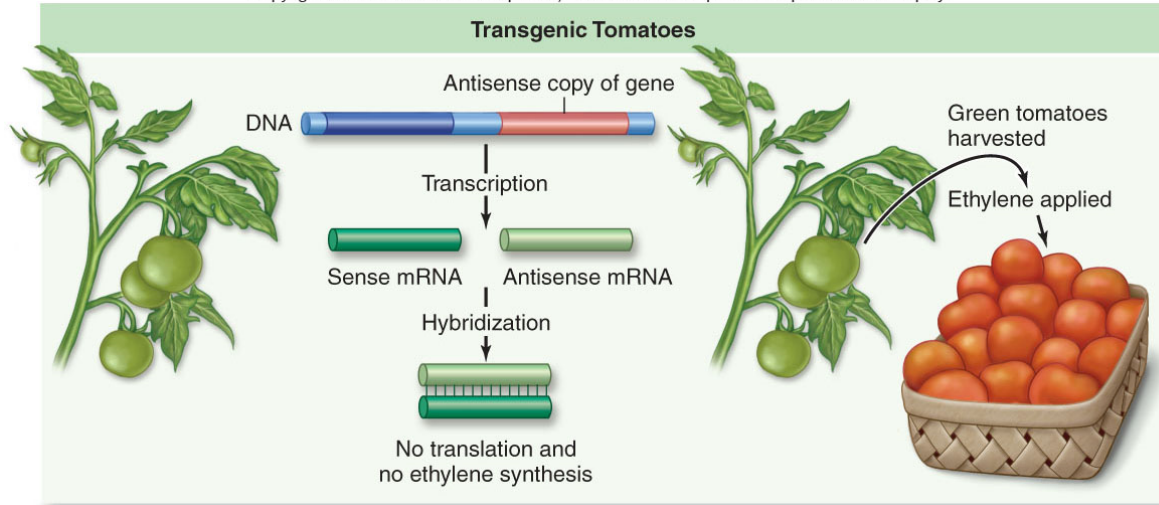 Transgenic Tomatoes
Antisense copy of gene
DNA
Transcription
Sense mRNA
Antisense mRNA
Hybridization
No translation and
no ethylene synthesis
Green tomatoes
harvested
Ethylene applied